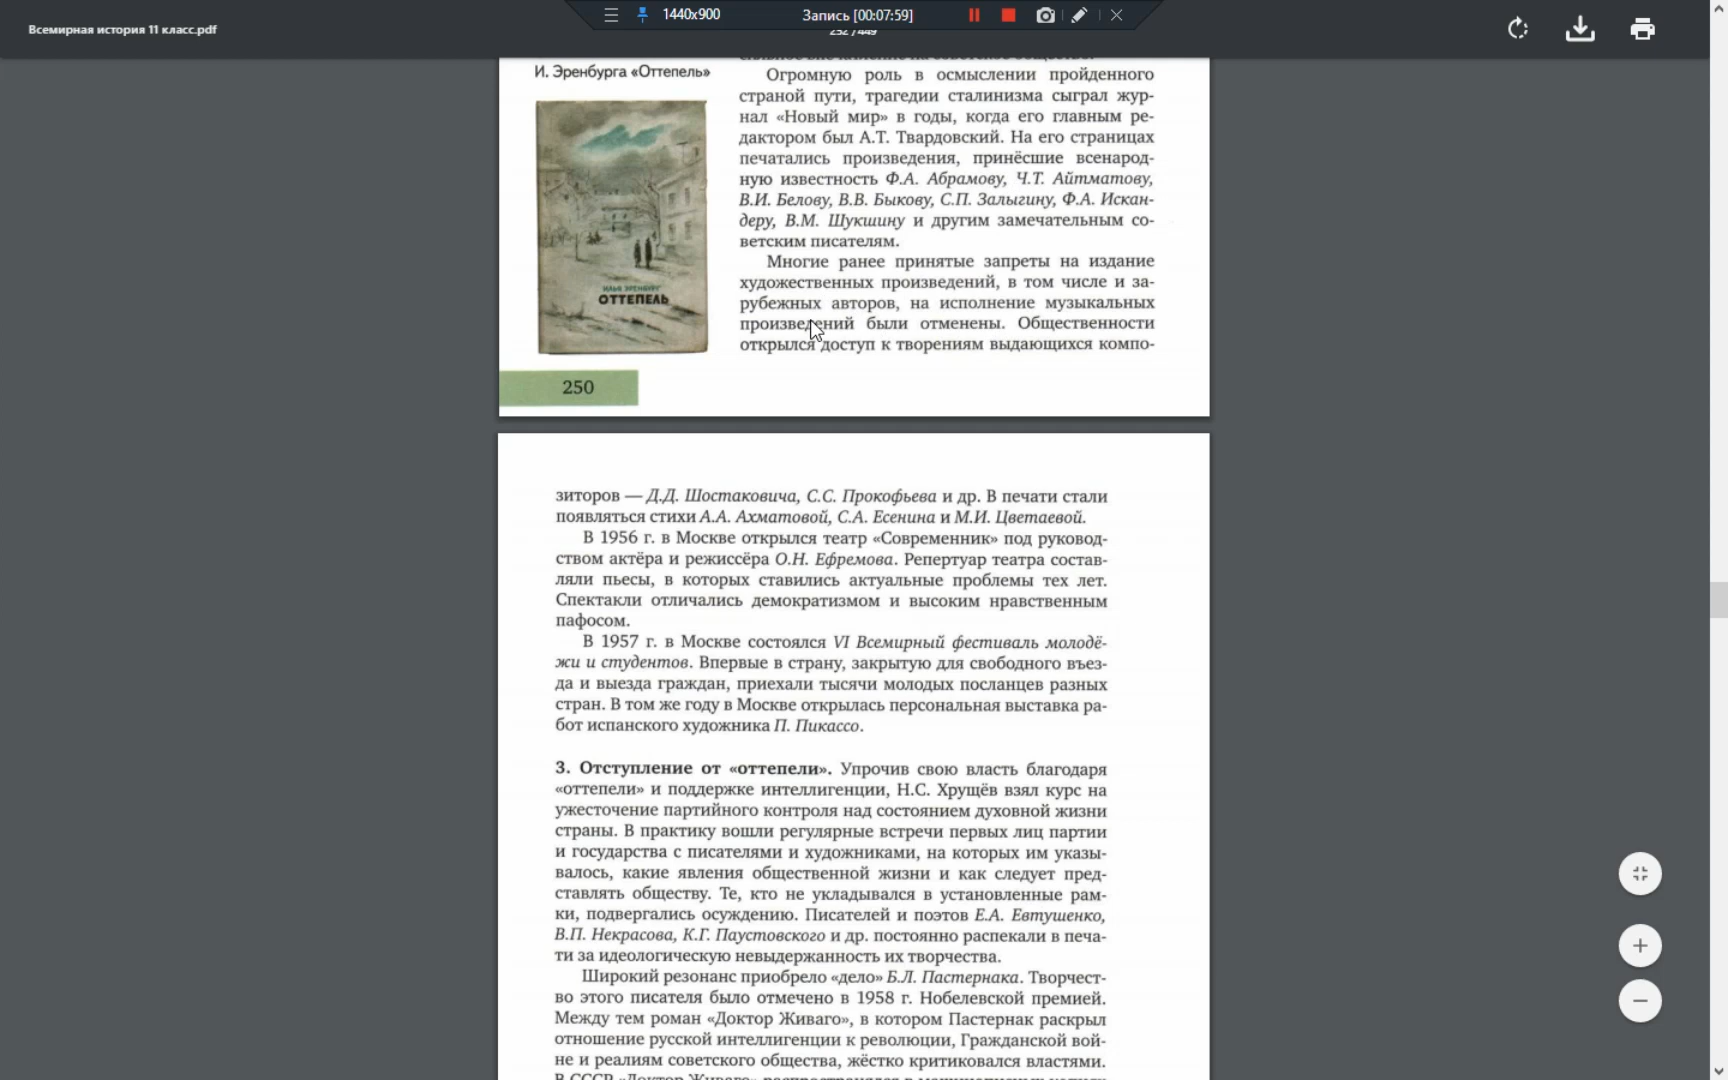 1440x900
Запись [00:07:59]
Всемирная история 11 класс.pdf
252 / 449
И. Эренбурга «Оттепель»
ИЛЬЯ ЭРЕНБУРГ
ОТТЕПЕЛЬ
Огромную роль в осмыслении пройденного
страной пути, трагедии сталинизма сыграл жур-
нал «Новый мир» в годы, когда его главным ре-
дактором был А.Т. Твардовский. На его страницах
печатались произведения, принёсшие всенарод-
ную известность Ф.А. Абрамову, Ч.Т. Айтматову,
В.И. Белову, В.В. Быкову, С.П. Залыгину, Ф.А. Искан-
деру, В.М. Шукшину и другим замечательным со-
ветским писателям.
Многие ранее принятые запреты на издание
художественных произведений, в том числе и за-
рубежных авторов, на исполнение музыкальных
произведений были отменены. Общественности
открылся доступ к творениям выдающихся компо-
250
зиторов — Д.Д. Шостаковича, С.С. Прокофьева и др. В печати стали
появляться стихи А.А. Ахматовой, С.А. Есенина и М.И. Цветаевой.
В 1956 г. в Москве открылся театр «Современник» под руковод-
ством актёра и режиссёра О.Н. Ефремова. Репертуар театра состав-
ляли пьесы, в которых ставились актуальные проблемы тех лет.
Спектакли отличались демократизмом и высоким нравственным
пафосом.
В 1957 г. в Москве состоялся VI Всемирный фестиваль молодё-
жи и студентов. Впервые в страну, закрытую для свободного въез-
да и выезда граждан, приехали тысячи молодых посланцев разных
стран. В том же году в Москве открылась персональная выставка ра-
бот испанского художника П. Пикассо.
3. Отступление от «оттепели». Упрочив свою власть благодаря
«оттепели» и поддержке интеллигенции, Н.С. Хрущёв взял курс на
ужесточение партийного контроля над состоянием духовной жизни
страны. В практику вошли регулярные встречи первых лиц партии
и государства с писателями и художниками, на которых им указы-
валось, какие явления общественной жизни и как следует пред-
ставлять обществу. Те, кто не укладывался в установленные рам-
ки, подвергались осуждению. Писателей и поэтов Е.А. Евтушенко,
В.П. Некрасова, К.Г. Паустовского и др. постоянно распекали в печа-
ти за идеологическую невыдержанность их творчества.
Широкий резонанс приобрело «дело» Б.Л. Пастернака. Творчест-
во этого писателя было отмечено в 1958 г. Нобелевской премией.
Между тем роман «Доктор Живаго», в котором Пастернак раскрыл
отношение русской интеллигенции к революции, Гражданской вой-
не и реалиям советского общества, жёстко критиковался властями.